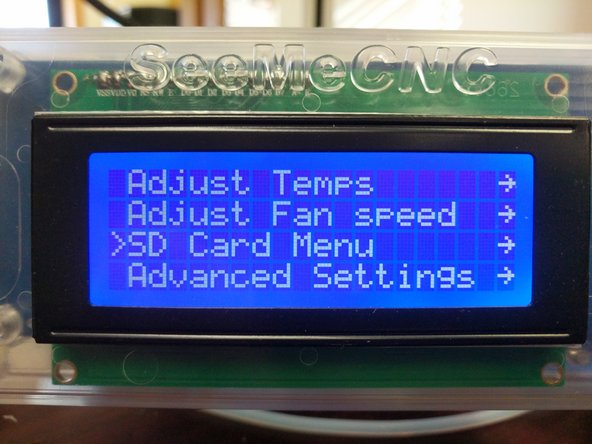 SeeMeCNC
Adjust Temps →
Adjust Fan speed →
>SD Card Menu →
Advanced Settings →